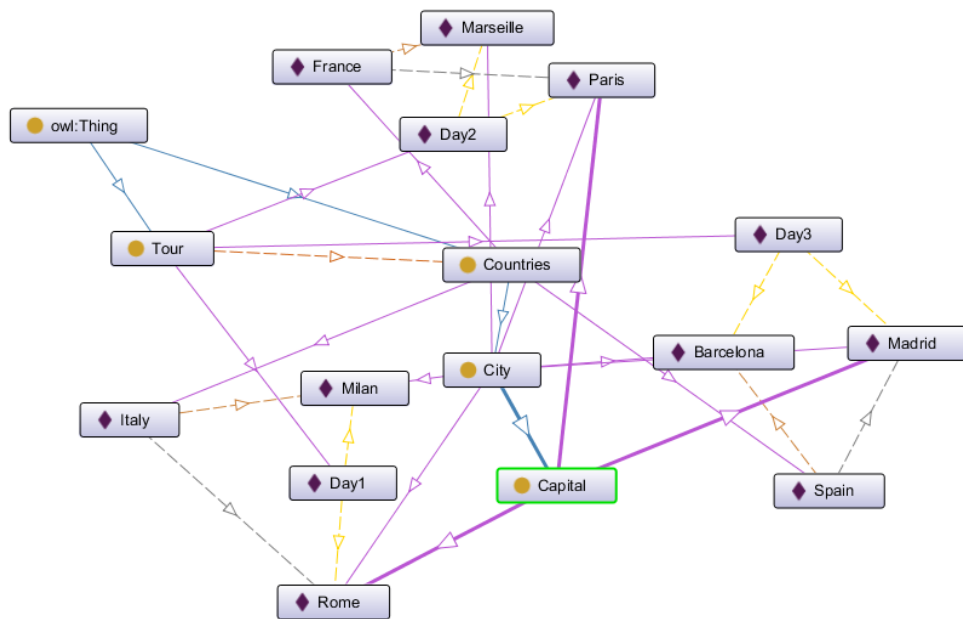 Marseille
France
Paris
owl:Thing
Day2
Tour
Day3
Countries
Barcelona
Madrid
City
Milan
Italy
Day1
Capital
Spain
Rome